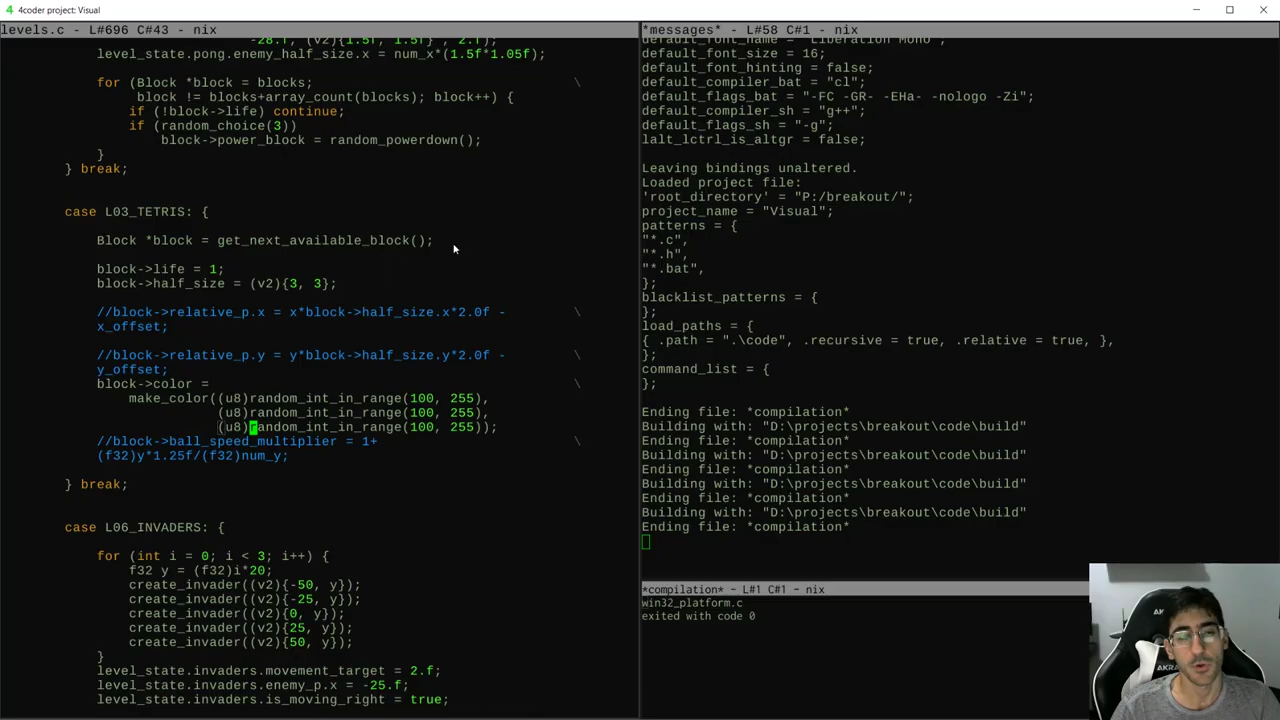 4coder project: Visual
levels.c - L#696 C#43 - nix
-28.f, (v2){1.5f, 1.5f} , 2.f);
level_state.pong.enemy_half_size.x = num_x*(1.5f*1.05f);
for (Block *block = blocks; \
block != blocks+array_count(blocks); block++) {
if (!block->life) continue;
if (random_choice(3))
block->power_block = random_powerdown();
}
} break;
case L03_TETRIS: {
Block *block = get_next_available_block();
block->life = 1;
block->half_size = (v2){3, 3};
//block->relative_p.x = x*block->half_size.x*2.0f - \
x_offset;
//block->relative_p.y = y*block->half_size.y*2.0f - \
y_offset;
block->color = \
make_color((u8)random_int_in_range(100, 255),
(u8)random_int_in_range(100, 255),
(u8)random_int_in_range(100, 255));
//block->ball_speed_multiplier = 1+ \
(f32)y*1.25f/(f32)num_y;
} break;
case L06_INVADERS: {
for (int i = 0; i < 3; i++) {
f32 y = (f32)i*20;
create_invader((v2){-50, y});
create_invader((v2){-25, y});
create_invader((v2){0, y});
create_invader((v2){25, y});
create_invader((v2){50, y});
}
level_state.invaders.movement_target = 2.f;
level_state.invaders.enemy_p.x = -25.f;
level_state.invaders.is_moving_right = true;
*messages* - L#58 C#1 - nix
default_font_name = "Liberation Mono";
default_font_size = 16;
default_font_hinting = false;
default_compiler_bat = "cl";
default_flags_bat = "-FC -GR- -EHa- -nologo -Zi";
default_compiler_sh = "g++";
default_flags_sh = "-g";
lalt_lctrl_is_altgr = false;
Leaving bindings unaltered.
Loaded project file:
'root_directory' = "P:/breakout/";
project_name = "Visual";
patterns = {
"*.c",
"*.h",
"*.bat",
};
blacklist_patterns = {
};
load_paths = {
{ .path = ".\code", .recursive = true, .relative = true, },
};
command_list = {
};
Ending file: *compilation*
Building with: "D:\projects\breakout\code\build"
Ending file: *compilation*
Building with: "D:\projects\breakout\code\build"
Ending file: *compilation*
Building with: "D:\projects\breakout\code\build"
Ending file: *compilation*
Building with: "D:\projects\breakout\code\build"
Ending file: *compilation*
*compilation* - L#1 C#1 - nix
win32_platform.c
exited with code 0